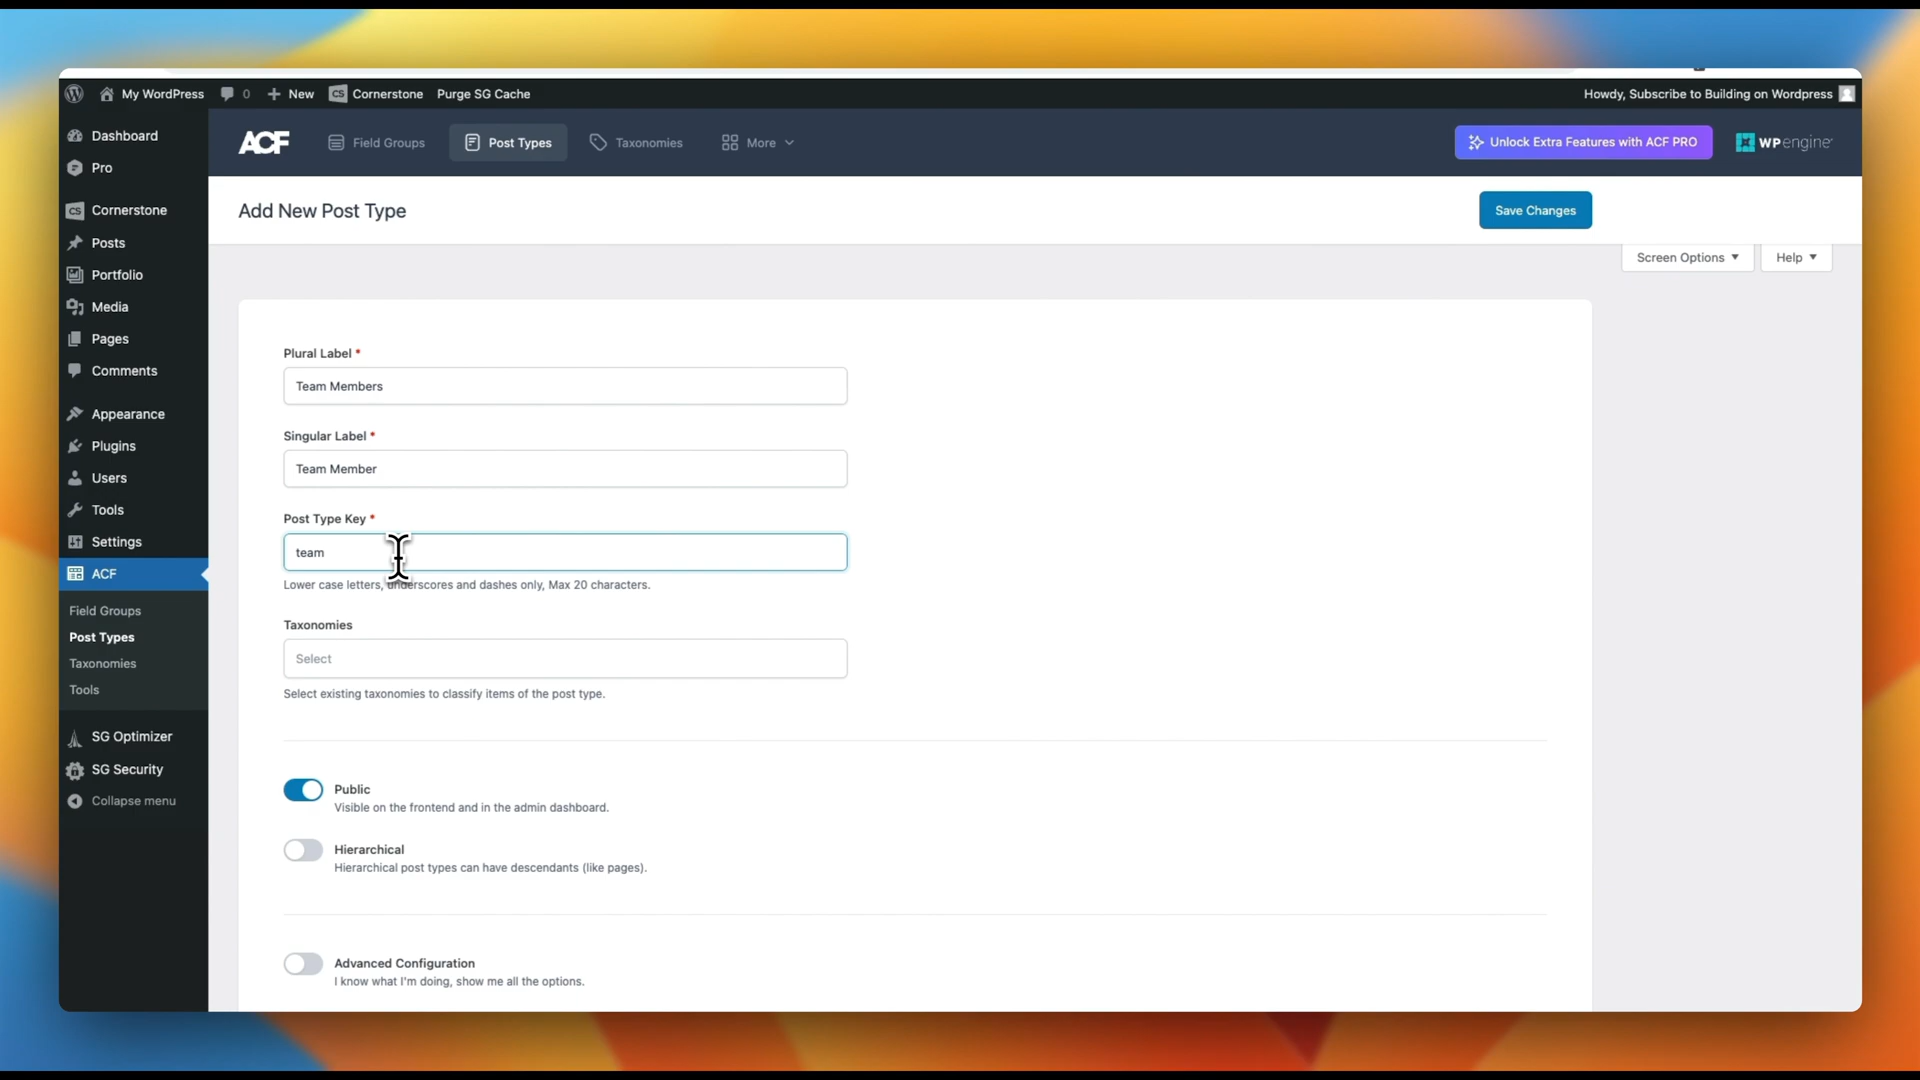 My WordPress
0
New
CS
Cornerstone
Purge SG Cache
Howdy, Subscribe to Building on Wordpress
Dashboard
Pro
CS
Cornerstone
Posts
Portfolio
Media
Pages
Comments
Appearance
Plugins
Users
Tools
Settings
ACF
Field Groups
Post Types
Taxonomies
Tools
SG Optimizer
SG Security
Collapse menu
ACF
Field Groups
Post Types
Taxonomies
More
Unlock Extra Features with ACF PRO
WPengine
Add New Post Type
Save Changes
Screen Options
Help
Plural Label *
Team Members
Singular Label *
Team Member
Post Type Key *
team
Lower case letters, underscores and dashes only, Max 20 characters.
Taxonomies
Select
Select existing taxonomies to classify items of the post type.
Public
Visible on the frontend and in the admin dashboard.
Hierarchical
Hierarchical post types can have descendants (like pages).
Advanced Configuration
I know what I'm doing, show me all the options.